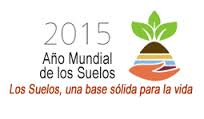 2015
Año Mundial
de los Suelos
Los Suelos, una base sólida para la vida